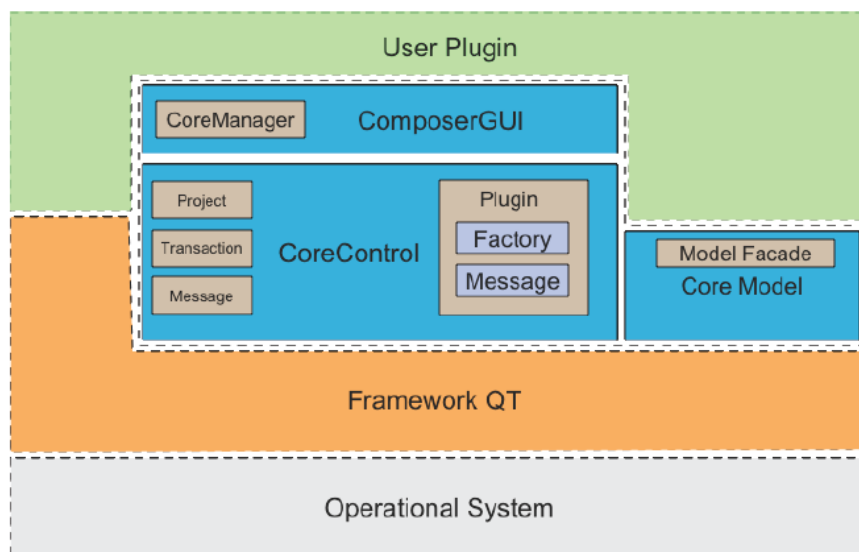 User Plugin
CoreManager
ComposerGUI
Project
Transaction
Message
CoreControl
Plugin
Factory
Message
Model Facade
Core Model
Framework QT
Operational System